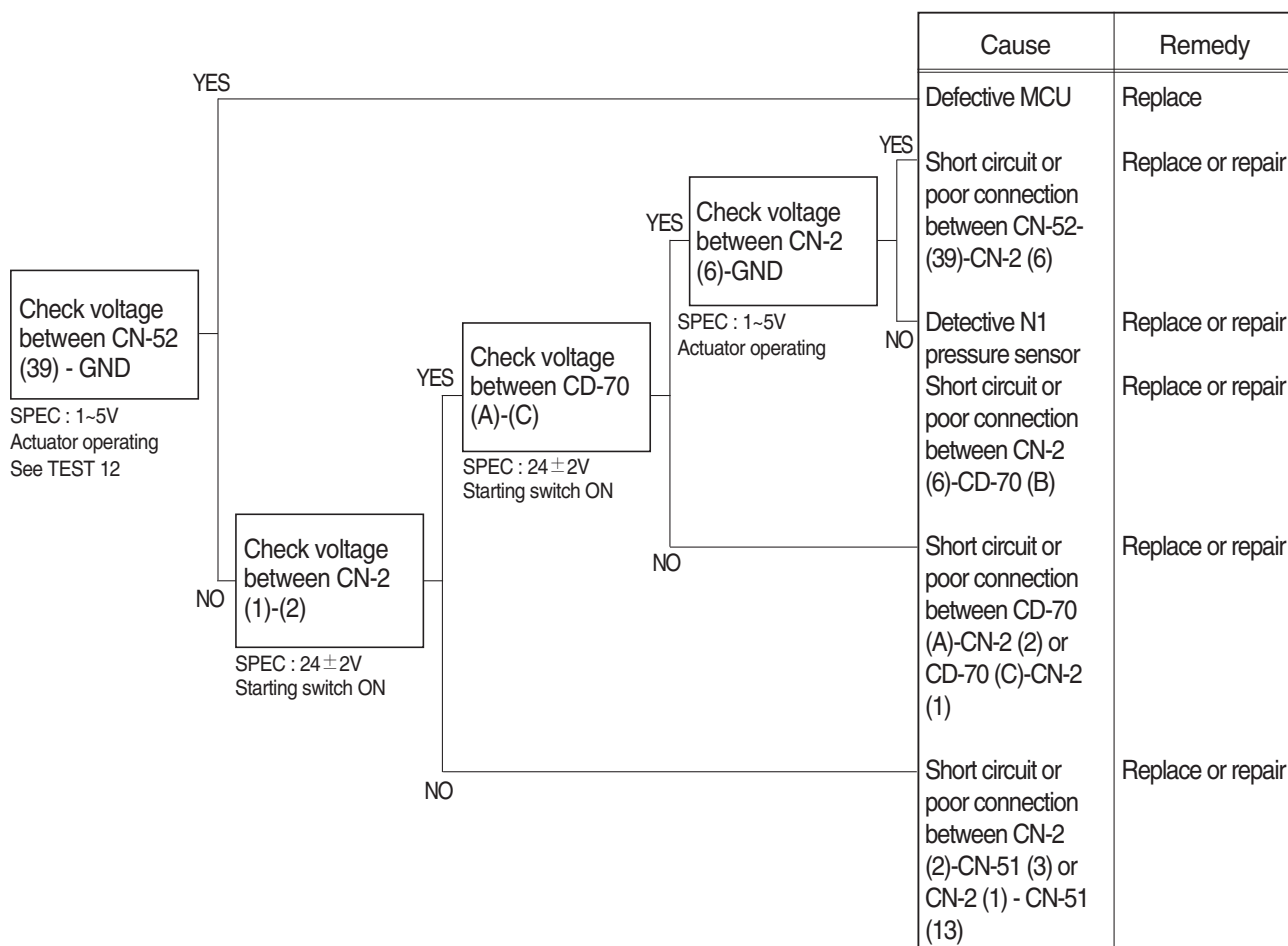 Cause
Remedy
YES
Defective MCU
Replace
YES
Short circuit or
poor connection
between CN-52-
(39)-CN-2 (6)
Replace or repair
YES
Check voltage
between CN-2
(6)-GND
SPEC : 1~5V
Actuator operating
NO
Detective N1
pressure sensor
Replace or repair
Short circuit or
poor connection
between CN-2
(6)-CD-70 (B)
Replace or repair
Check voltage
between CN-52
(39) - GND
SPEC : 1~5V
Actuator operating
See TEST 12
YES
Check voltage
between CD-70
(A)-(C)
SPEC : 24±2V
Starting switch ON
NO
Short circuit or
poor connection
between CD-70
(A)-CN-2 (2) or
CD-70 (C)-CN-2
(1)
Replace or repair
NO
Check voltage
between CN-2
(1)-(2)
SPEC : 24±2V
Starting switch ON
NO
Short circuit or
poor connection
between CN-2
(2)-CN-51 (3) or
CN-2 (1) - CN-51
(13)
Replace or repair